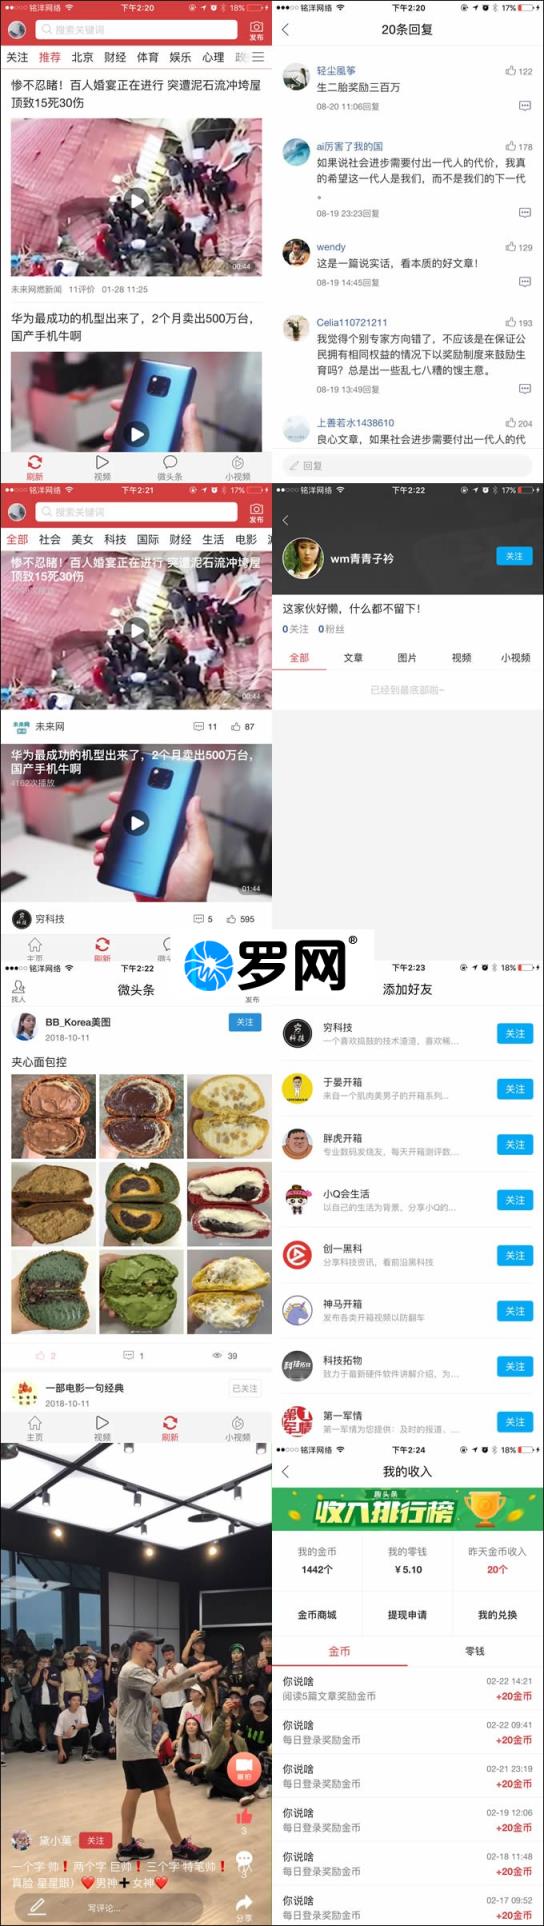 ●●○○○ 铭洋网络 下午2:20 18%
搜索关键词
发布
关注 推荐 北京 财经 体育 娱乐 心理
惨不忍睹！百人婚宴正在进行 突遭泥石流冲垮屋
顶致15死30伤
00:44
未来网燃新闻 11评价 01-28 11:25
华为最成功的机型出来了，2个月卖出500万台，
国产手机牛啊
刷新 视频 微头条 小视频
●●○○○ 铭洋网络 下午2:20 17%
20条回复
轻尘風筝 122
生二胎奖励三百万
08-20 11:06回复
ai厉害了我的国 178
如果说社会进步需要付出一代人的代价，我真
的希望这一代人是我们，而不是我们的下一代
。
08-19 23:23回复
wendy 129
这是一篇说实话，看本质的好文章！
08-19 14:45回复
Celia110721211 193
我觉得个别专家方向错了，不应该是在保证公
民拥有相同权益的情况下以奖励制度来鼓励生
育吗？总是出一些乱七八糟的馊主意。
08-19 13:49回复
上善若水1438610 204
良心文章，如果社会进步需要付出一代人的代
回复
●●○○○ 铭洋网络 下午2:21 17%
搜索关键词
发布
全部 社会 美女 科技 国际 财经 生活 电影
惨不忍睹！百人婚宴正在进行 突遭泥石流冲垮屋
顶致15死30伤
00:44
未来网 11 87
华为最成功的机型出来了，2个月卖出500万台，
国产手机牛啊
4162次播放
01:44
穷科技 5 595
主页 刷新
●●○○○ 铭洋网络 下午2:22 17%
wm青青子衿
关注
这家伙好懒，什么都不留下！
0关注 0粉丝
全部 文章 图片 视频 小视频
已经到最底部啦~
罗网®
●●○○○ 铭洋网络 下午2:22
找人
微头条
发布
BB_Korea美图
关注
2018-10-11
夹心面包控
2 1 39
一部电影一句经典
已关注
2018-10-11
主页 视频 刷新 小视频
下午2:23 18%
添加好友
穷科技
一个喜欢捣鼓的技术渣渣，喜欢稀...
关注
于晏开箱
来自一个肌肉美男子的开箱系列...
关注
胖虎开箱
专业数码发烧友，每天开箱测评数...
关注
小Q会生活
以自己的生活为背景，分享小Q的...
关注
创一黑科
分享科技资讯，看前沿黑科技
关注
神马开箱
发布各类开箱视频以防翻车
关注
科技拓物
致力于最新硬件软件讲解介绍，为...
关注
第一军情
第一军情为您提供：及时的报道、...
关注
黛小菓 关注
一个字 帅❗两个字 巨帅❗三个字 特笔帅❗
真脸 星星眼）❤男神➕女神❤
写评论...
3
3
分享
●●○○○ 铭洋网络 下午2:24 18%
我的收入
趣头条
收入排行榜
我的金币 我的零钱 昨天金币收入
1442个 ￥5.10 20个
金币商城 提现申请 我的兑换
金币 零钱
你说啥 02-22 14:21
阅读5篇文章奖励金币 +20金币
你说啥 02-22 09:41
每日登录奖励金币 +20金币
你说啥 02-21 23:19
每日登录奖励金币 +20金币
你说啥 02-19 12:06
每日登录奖励金币 +20金币
你说啥 02-18 11:48
每日登录奖励金币 +20金币
你说啥 02-17 09:52
每日登录奖励金币 +20金币